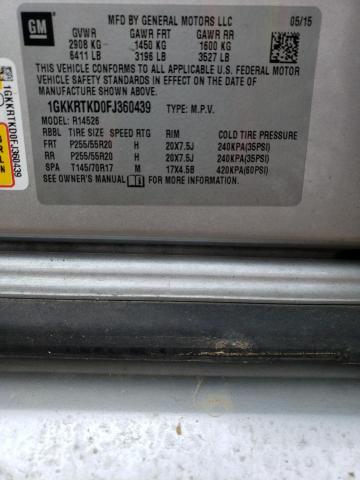 GM
MFD BY GENERAL MOTORS LLC 05/15
GVWR GAWR FRT GAWR RR
2908 KG 1450 KG 1600 KG
6411 LB 3196 LB 3527 LB
THIS VEHICLE CONFORMS TO ALL APPLICABLE U.S. FEDERAL MOTOR
VEHICLE SAFETY STANDARDS IN EFFECT ON THE DATE OF
MANUFACTURE SHOWN ABOVE.
1GKKRTKD0FJ360439 TYPE: M.P.V.
MODEL: R14526
RBBL TIRE SIZE SPEED RTG RIM COLD TIRE PRESSURE
FRT P255/55R20 H 20X7.5J 240KPA(35PSI)
RR P255/55R20 H 20X7.5J 240KPA(35PSI)
SPA T145/70R17 M 17X4.5B 420KPA(60PSI)
SEE OWNER'S MANUAL FOR MORE INFORMATION.
1GKKRTKD0FJ360439